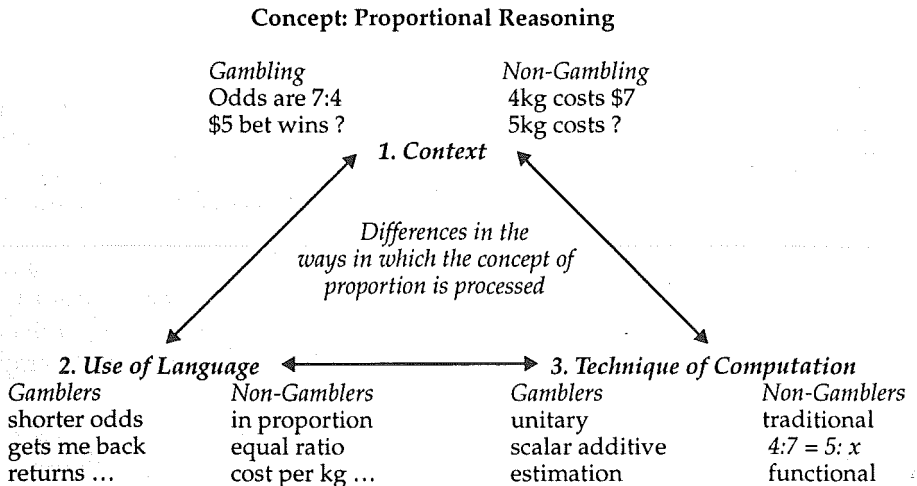 Concept: Proportional Reasoning
Gambling
Odds are 7:4
$5 bet wins ?
Non-Gambling
4kg costs $7
5kg costs ?
1. Context
Differences in the
ways in which the concept of
proportion is processed
2. Use of Language
Gamblers
shorter odds
gets me back
returns ...
Non-Gamblers
in proportion
equal ratio
cost per kg ...
3. Technique of Computation
Gamblers
unitary
scalar additive
estimation
Non-Gamblers
traditional
4:7 = 5: x
functional